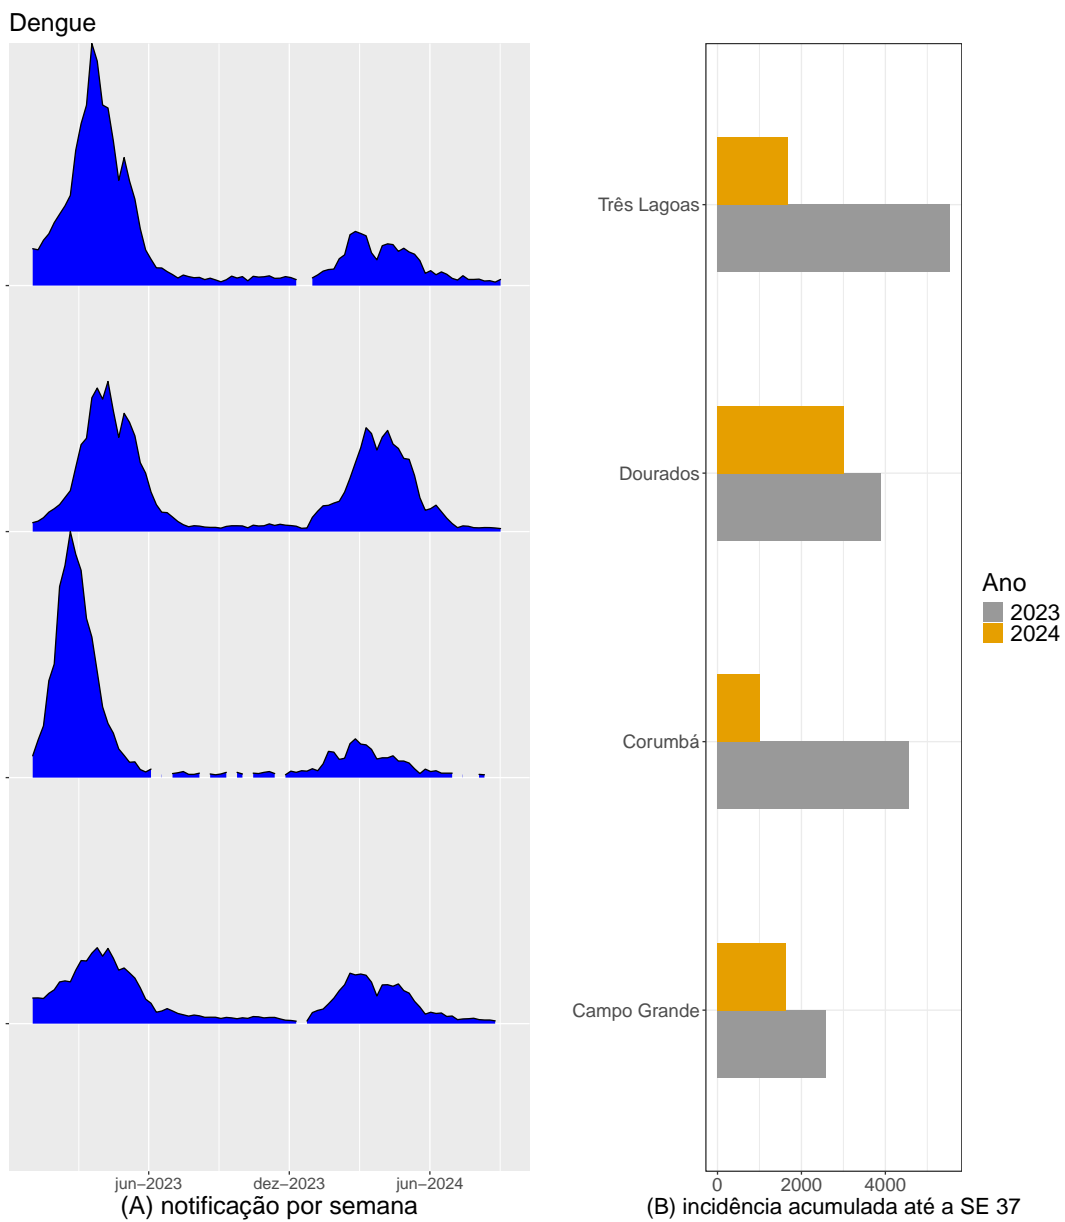 Dengue
Três Lagoas
Dourados
Corumbá
Campo Grande
Ano
2023
2024
jun–2023 dez–2023 jun–2024
(A) notificação por semana
0 2000 4000
(B) incidência acumulada até a SE 37